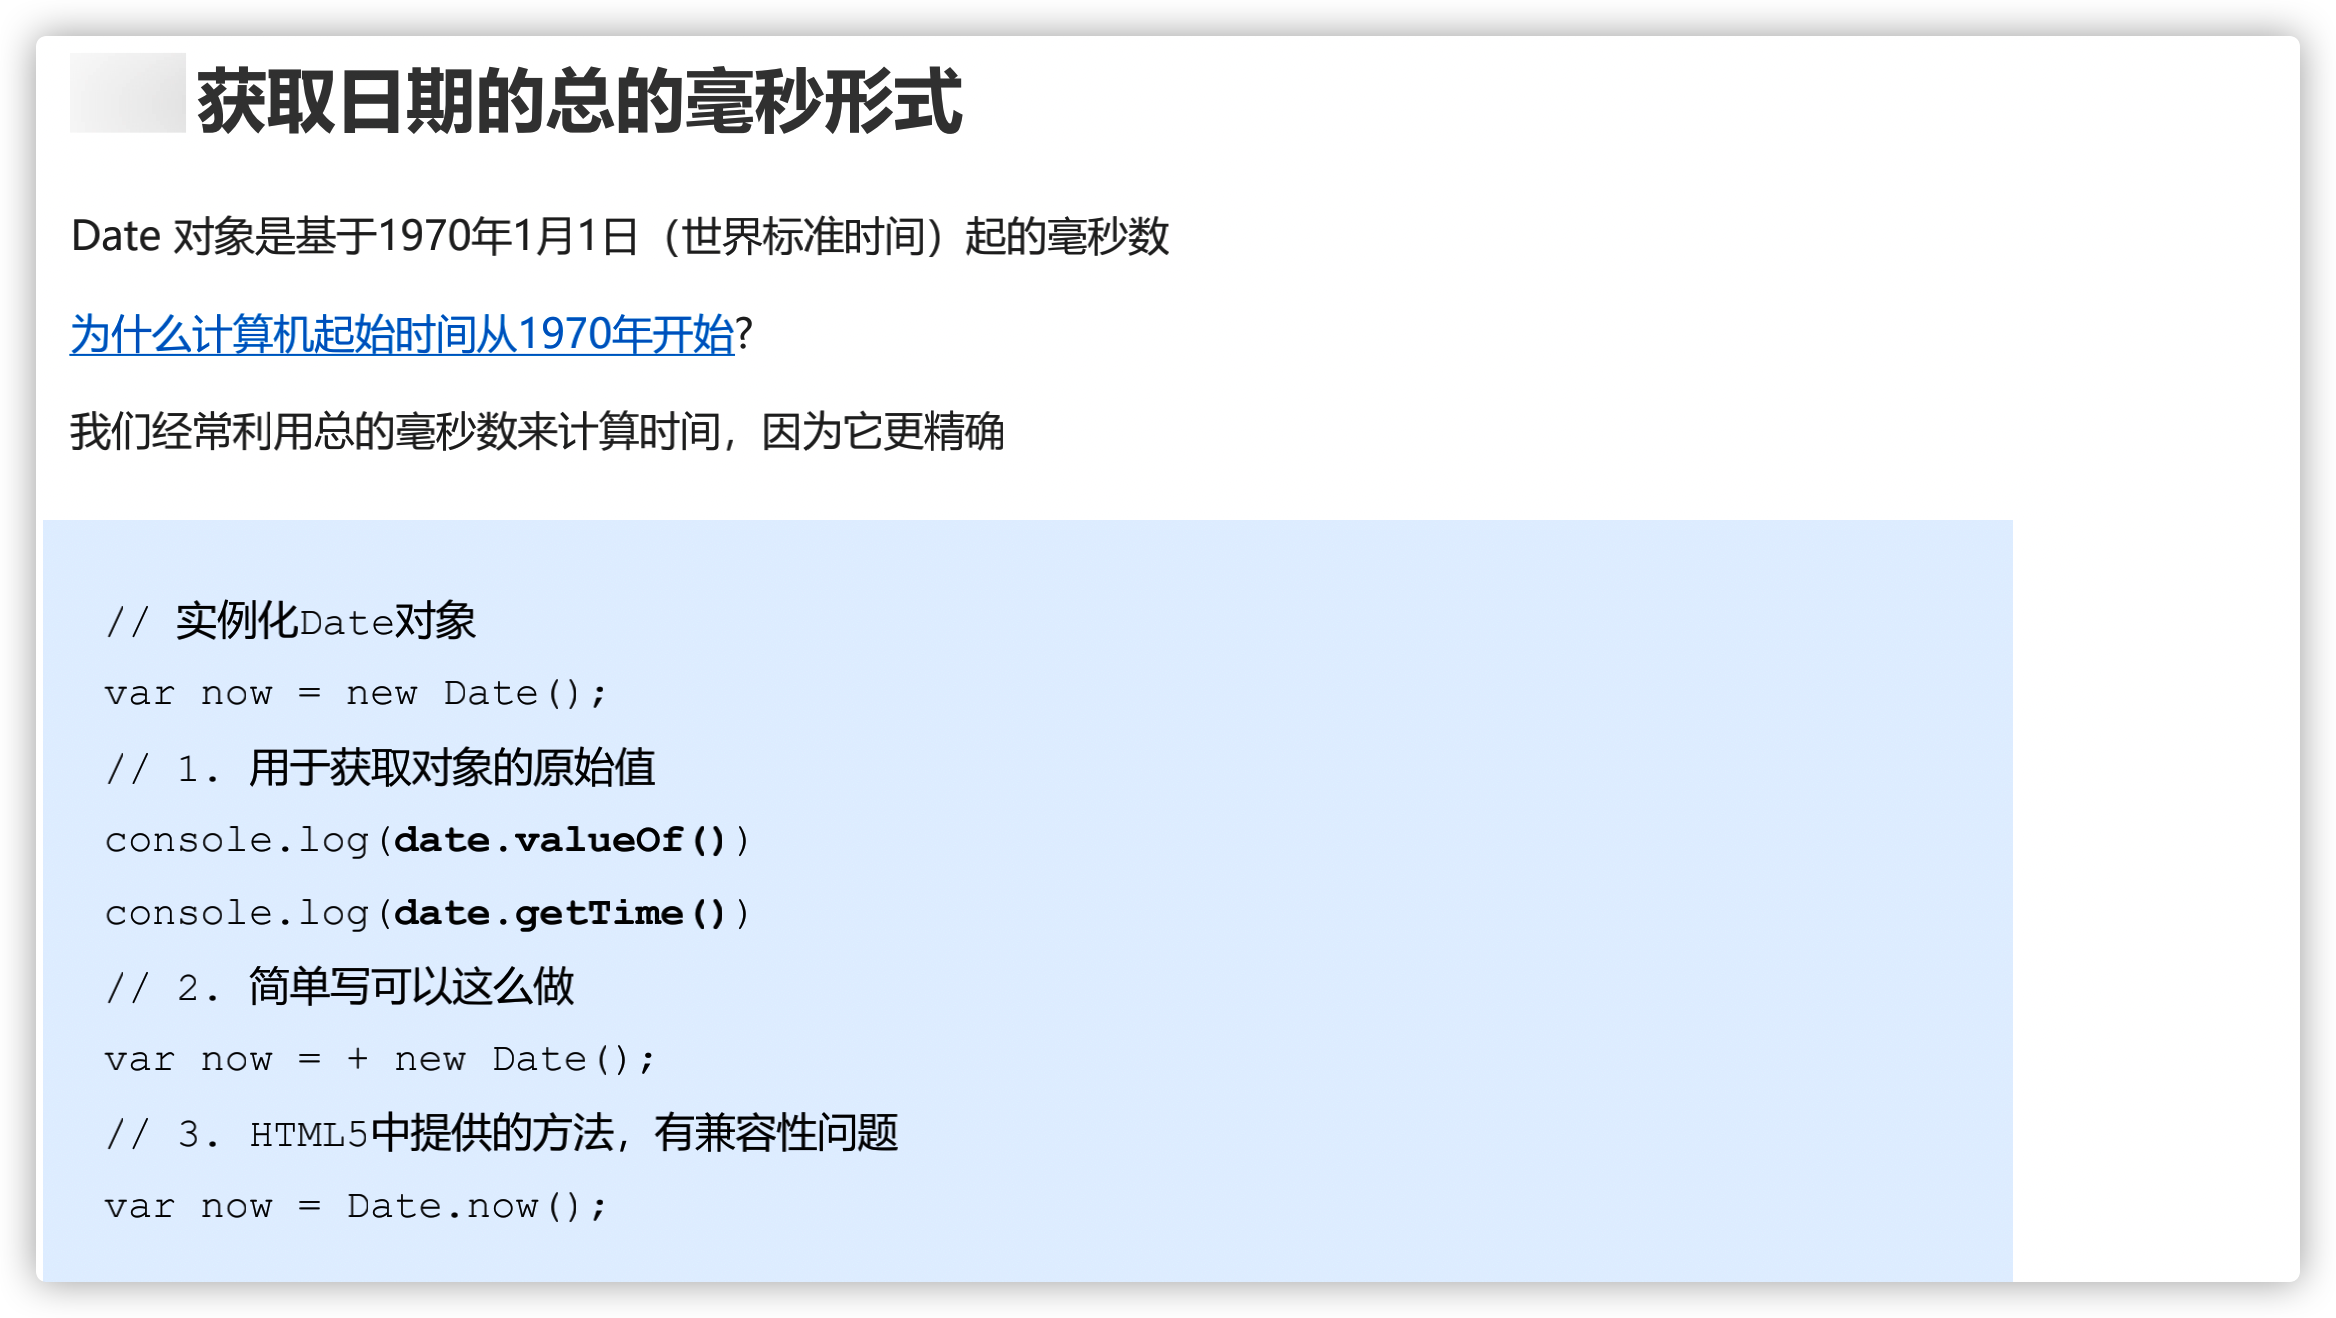 获取日期的总的毫秒形式
Date 对象是基于1970年1月1日（世界标准时间）起的毫秒数
为什么计算机起始时间从1970年开始?
我们经常利用总的毫秒数来计算时间，因为它更精确
// 实例化Date对象
var now = new Date();
// 1. 用于获取对象的原始值
console.log(date.valueOf())
console.log(date.getTime())
// 2. 简单写可以这么做
var now = + new Date();
// 3. HTML5中提供的方法，有兼容性问题
var now = Date.now();